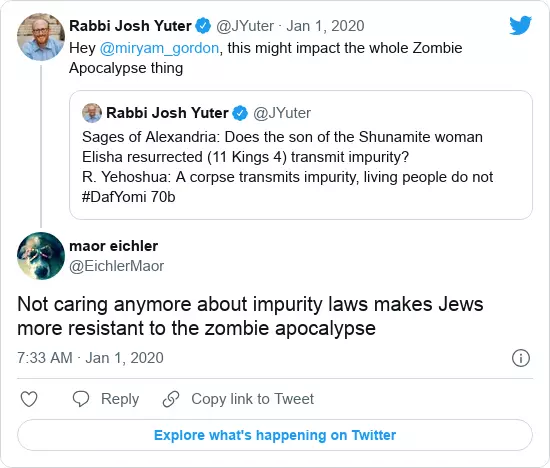 Rabbi Josh Yuter @JYuter · Jan 1, 2020
Hey @miryam_gordon, this might impact the whole Zombie
Apocalypse thing
Rabbi Josh Yuter @JYuter
Sages of Alexandria: Does the son of the Shunamite woman
Elisha resurrected (11 Kings 4) transmit impurity?
R. Yehoshua: A corpse transmits impurity, living people do not
#DafYomi 70b
maor eichler
@EichlerMaor
Not caring anymore about impurity laws makes Jews
more resistant to the zombie apocalypse
7:33 AM · Jan 1, 2020
Reply
Copy link to Tweet
Explore what's happening on Twitter